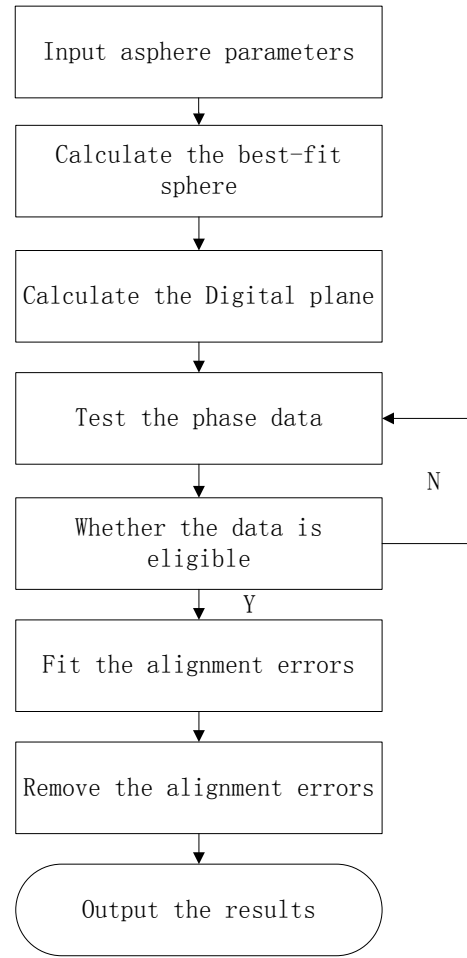 Input asphere parameters
Calculate the best-fit
sphere
Calculate the Digital plane
Test the phase data
N
Whether the data is
eligible
Y
Fit the alignment errors
Remove the alignment errors
Output the results